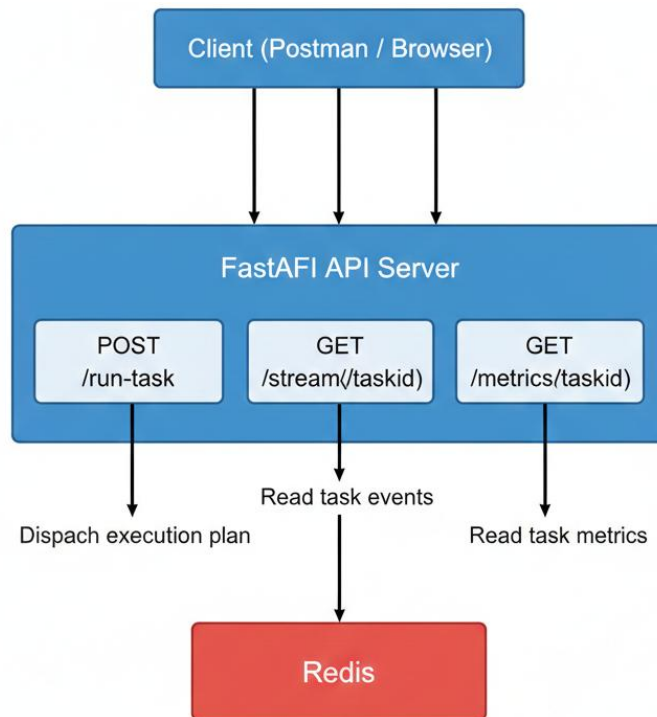 Client (Postman / Browser)
FastAFI API Server
POST
/run-task
GET
/stream(/taskid)
GET
/metrics(taskid)
Dispach execution plan
Read task events
Read task metrics
Redis